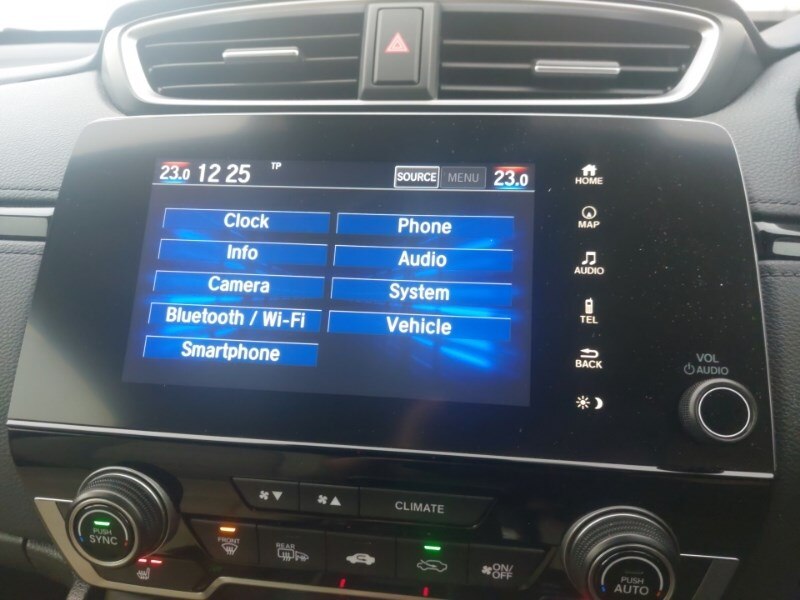 23.0 12 25 TP SOURCE MENU 23.0
Clock Phone
Info Audio
Camera System
Bluetooth / Wi-Fi Vehicle
Smartphone
HOME
MAP
AUDIO
TEL
BACK
VOL
AUDIO
CLIMATE
PUSH
SYNC
FRONT
REAR
ON/
OFF
PUSH
AUTO